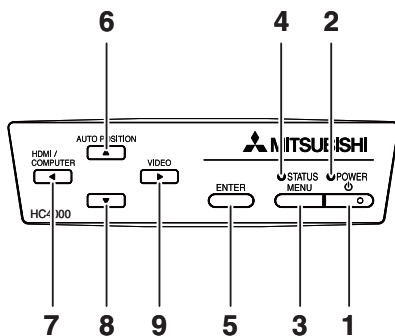 6
4 2
AUTO POSITION
MITSUBISHI
HDMI /
COMPUTER
VIDEO
STATUS
POWER
ENTER
MENU
HC4000
7 8 9 5 3 1